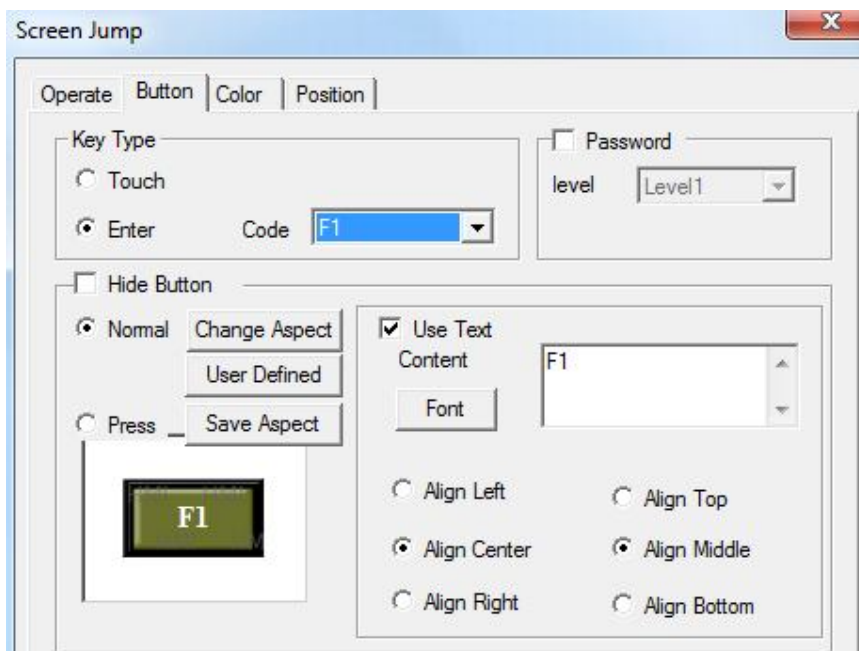 Screen Jump
Operate Button Color Position
Key Type
Touch
Enter Code F1
Password
level Level1
Hide Button
Normal Change Aspect
User Defined
Press Save Aspect
F1
Use Text
Content F1
Font
Align Left Align Top
Align Center Align Middle
Align Right Align Bottom